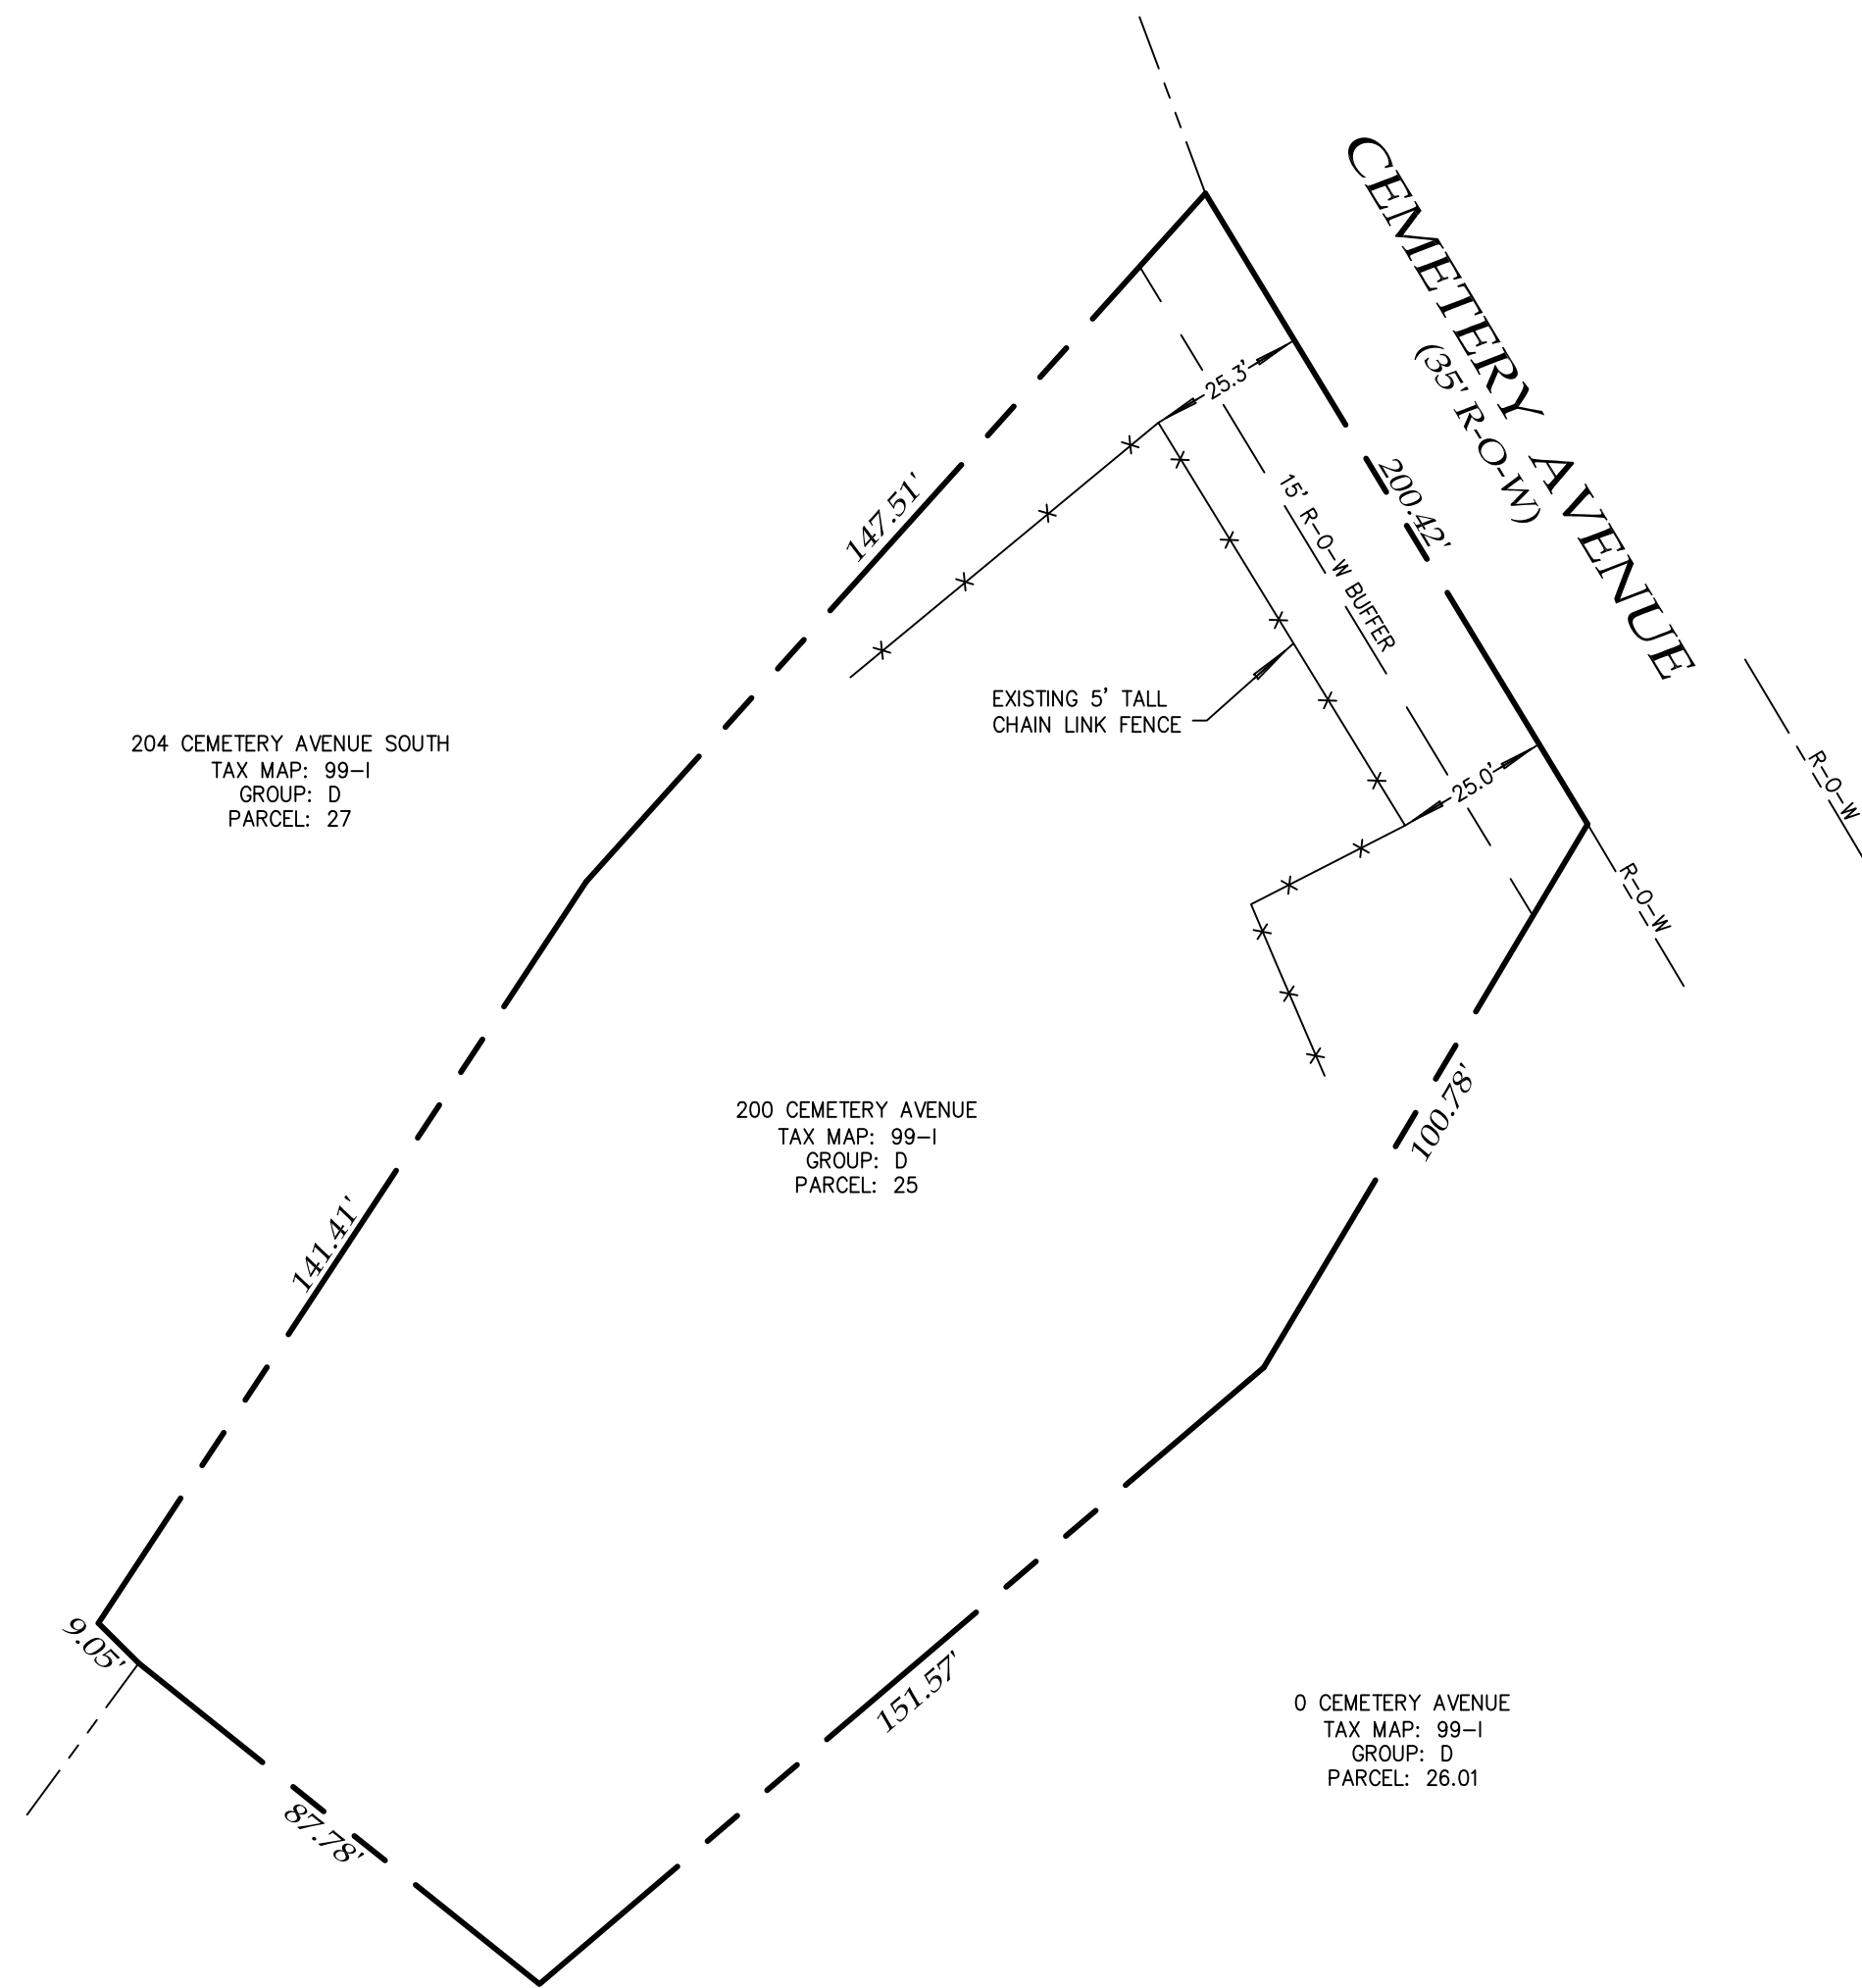 CEMETERY AVENUE
(35' R-O-W)
25.3'
200.42'
147.51'
15' R-O-W BUFFER
EXISTING 5' TALL
CHAIN LINK FENCE
25.0'
R-O-W
R-O-W
204 CEMETERY AVENUE SOUTH
TAX MAP: 99-I
GROUP: D
PARCEL: 27
200 CEMETERY AVENUE
TAX MAP: 99-I
GROUP: D
PARCEL: 25
100.78'
141.41'
9.05'
151.57'
87.78'
0 CEMETERY AVENUE
TAX MAP: 99-I
GROUP: D
PARCEL: 26.01